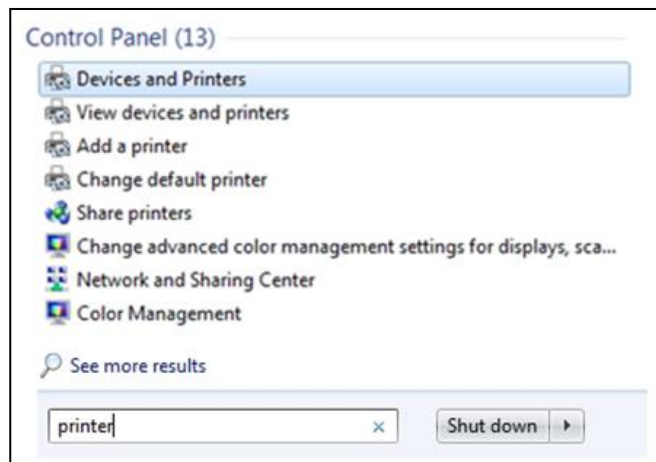 Control Panel (13)
Devices and Printers
View devices and printers
Add a printer
Change default printer
Share printers
Change advanced color management settings for displays, sca...
Network and Sharing Center
Color Management
See more results
printer
Shut down